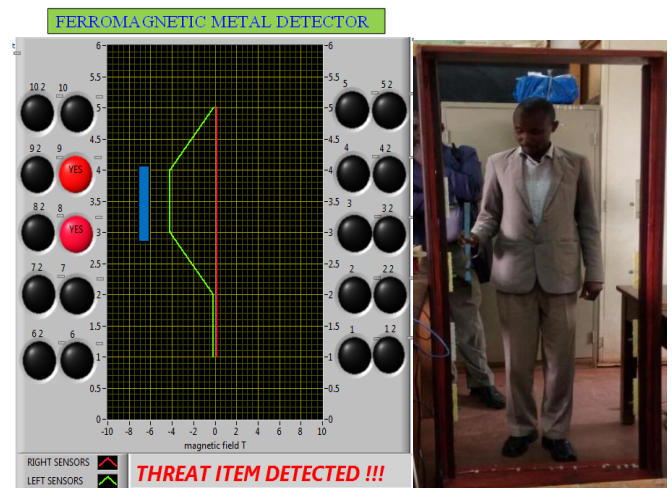 FERROMAGNETIC METAL DETECTOR
t
6 6
5.5 5.5
10 2 10 5 5 2
5 5
4.5 4.5
9 2 9 4 4 2
4 4
YES
3.5 3.5
8 2 8 3 3 2
3 3
YES
2.5 2.5
7 2 7 2 2 2
2 2
1.5 1.5
6 2 6 1 1 2
1 1
0.5 0.5
0 0
-10 -8 -6 -4 -2 0 2 4 6 8 10
magnetic field T
RIGHT SENSORS
LEFT SENSORS
THREAT ITEM DETECTED !!!